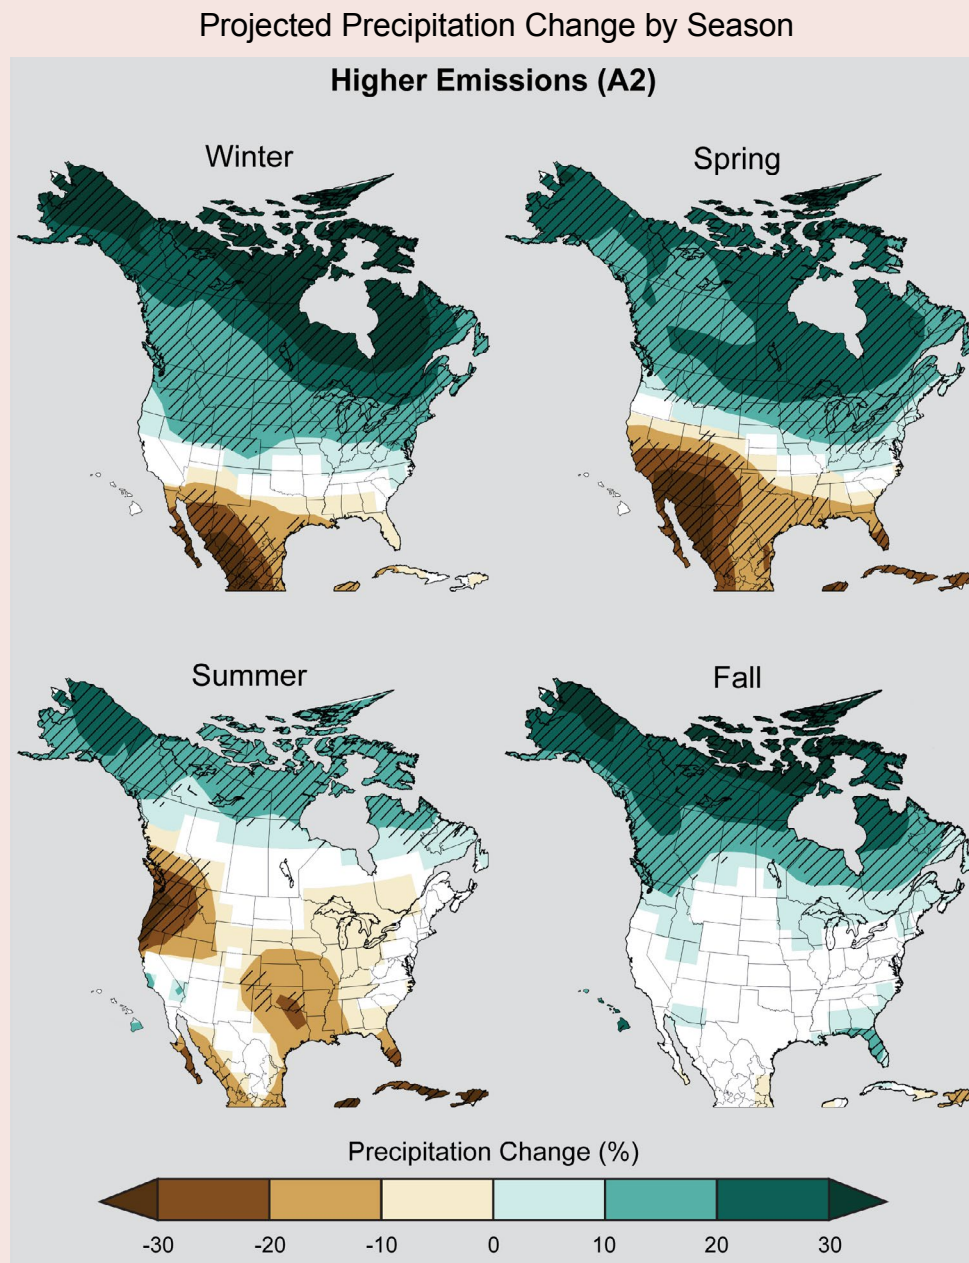 Projected Precipitation Change by Season
Higher Emissions (A2)
Winter
Spring
Summer
Fall
Precipitation Change (%)
-30 -20 -10 0 10 20 30